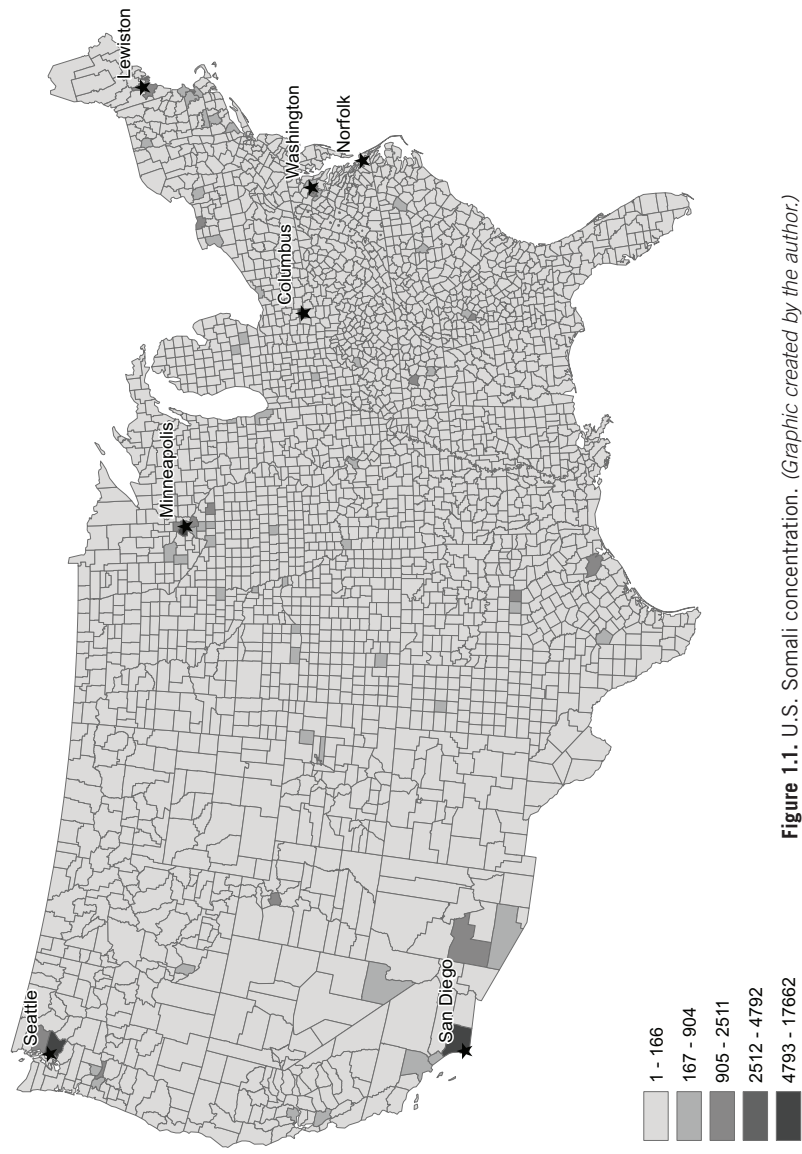 Seattle
San Diego
Minneapolis
Columbus
Washington
Norfolk
Lewiston
1 - 166
167 - 904
905 - 2511
2512 - 4792
4793 - 17662
Figure 1.1. U.S. Somali concentration. (Graphic created by the author.)